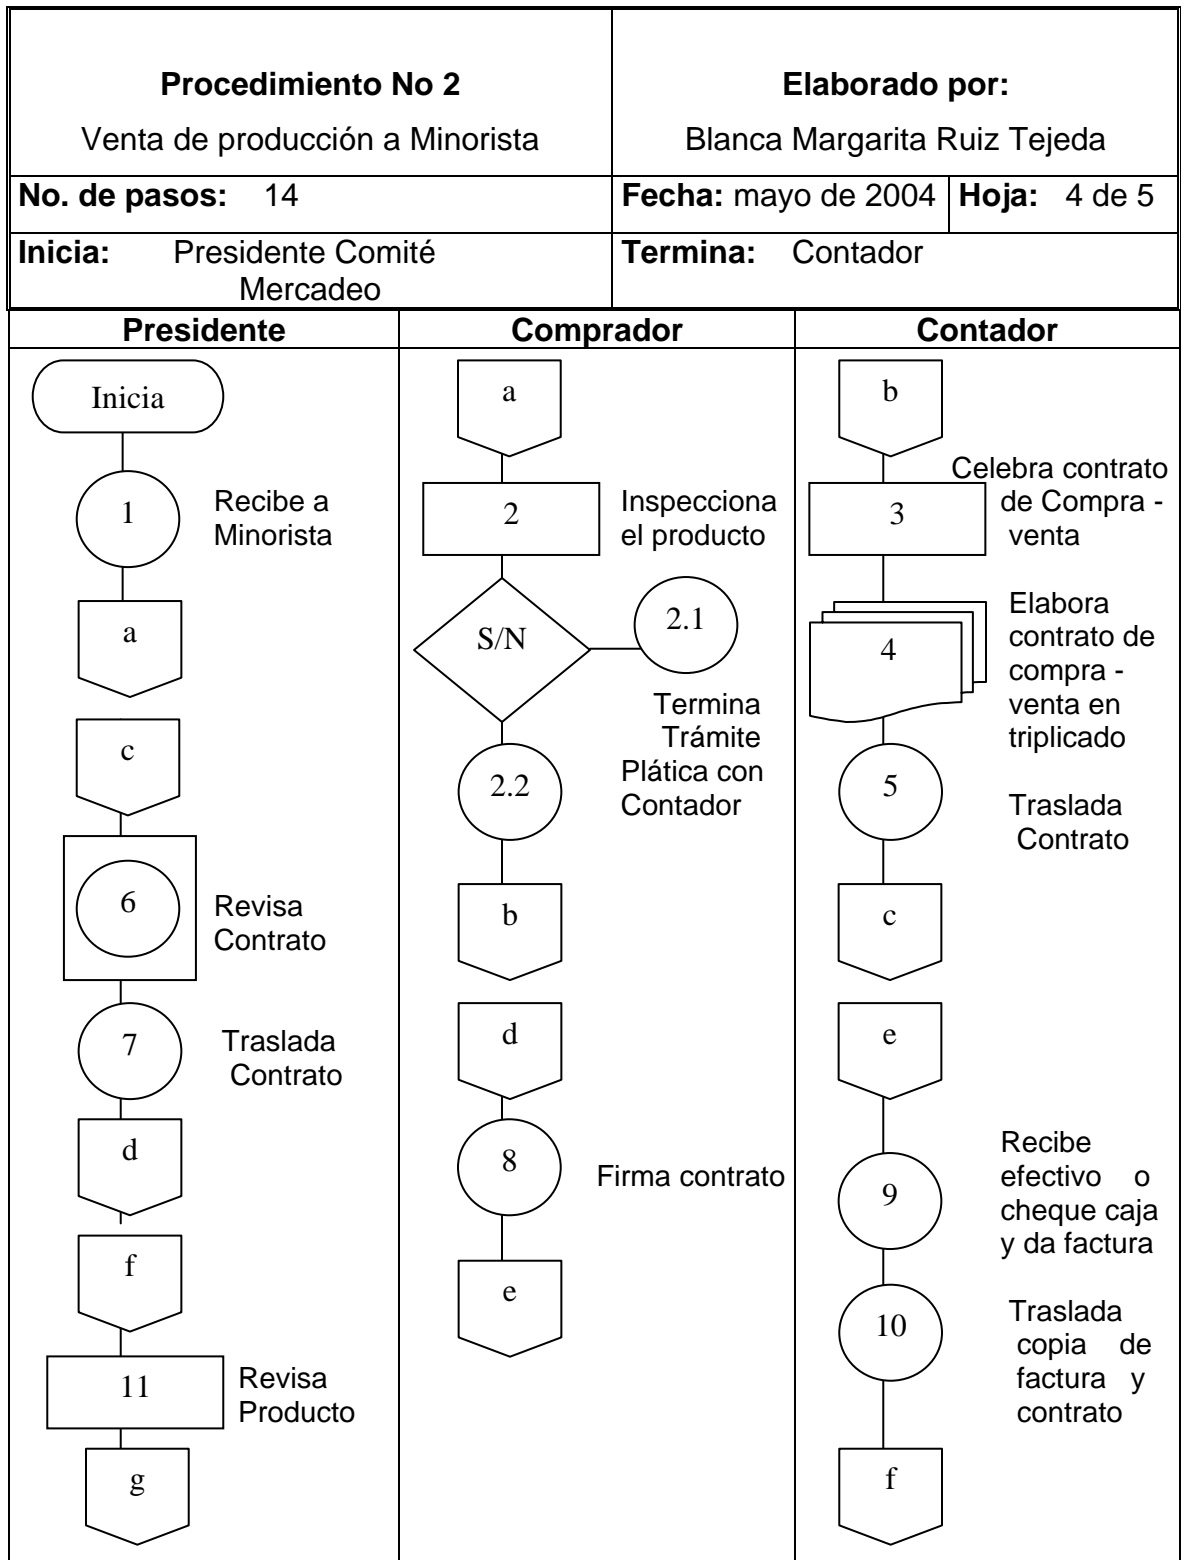 Procedimiento No 2
Venta de producción a Minorista
Elaborado por:
Blanca Margarita Ruiz Tejeda
No. de pasos: 14
Fecha: mayo de 2004
Hoja: 4 de 5
Inicia: Presidente Comité
Mercadeo
Termina: Contador
Presidente
Inicia
1
Recibe a
Minorista
a
c
6
Revisa
Contrato
7
Traslada
Contrato
d
f
11
Revisa
Producto
g
Comprador
a
2
Inspecciona
el producto
S/N
2.1
Termina
Trámite
2.2
Plática con
Contador
b
d
8
Firma contrato
e
Contador
b
Celebra contrato
de Compra -
venta
3
4
Elabora
contrato de
compra -
venta en
triplicado
5
Traslada
Contrato
c
e
9
Recibe
efectivo o
cheque caja
y da factura
10
Traslada
copia de
factura y
contrato
f